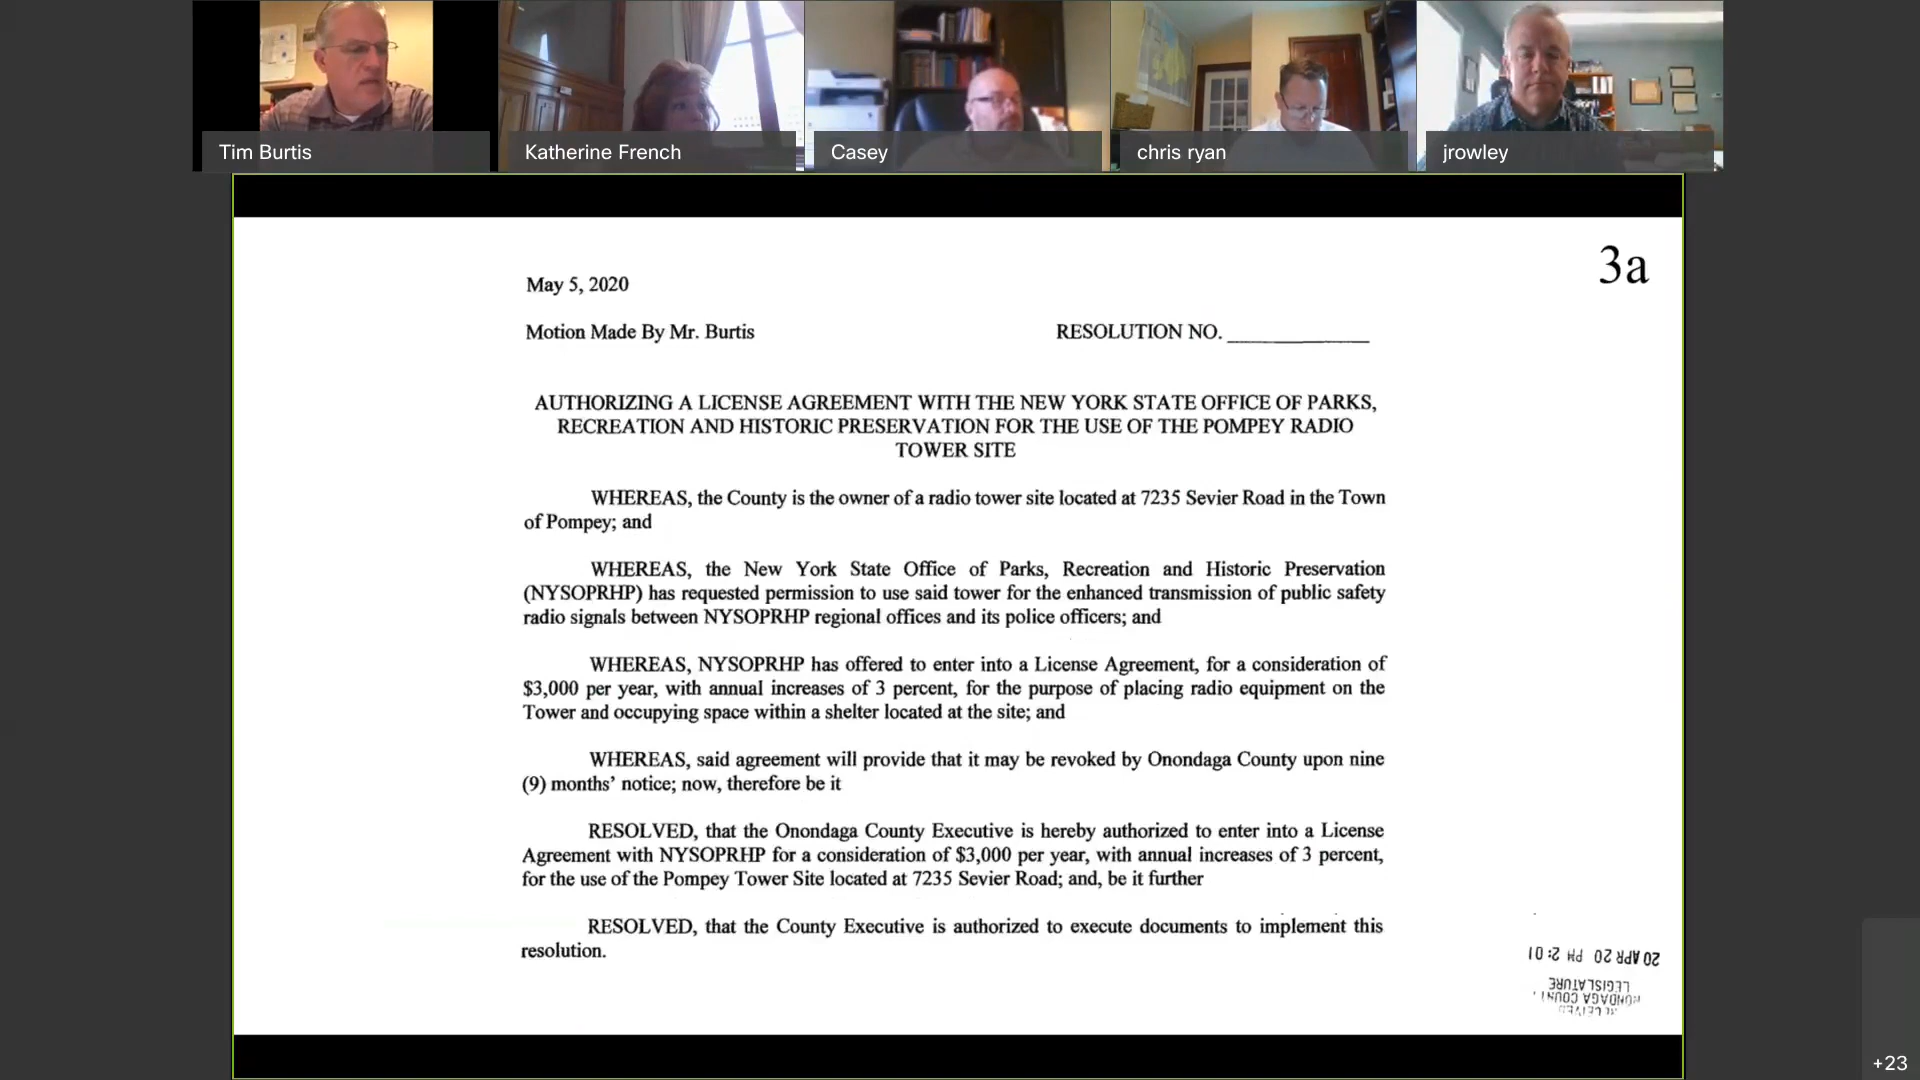 Tim Burtis
Katherine French
Casey
chris ryan
jrowley
3a
May 5, 2020
Motion Made By Mr. Burtis RESOLUTION NO.
AUTHORIZING A LICENSE AGREEMENT WITH THE NEW YORK STATE OFFICE OF PARKS,
RECREATION AND HISTORIC PRESERVATION FOR THE USE OF THE POMPEY RADIO
TOWER SITE
WHEREAS, the County is the owner of a radio tower site located at 7235 Sevier Road in the Town
of Pompey; and
WHEREAS, the New York State Office of Parks, Recreation and Historic Preservation
(NYSOPRHP) has requested permission to use said tower for the enhanced transmission of public safety
radio signals between NYSOPRHP regional offices and its police officers; and
WHEREAS, NYSOPRHP has offered to enter into a License Agreement, for a consideration of
$3,000 per year, with annual increases of 3 percent, for the purpose of placing radio equipment on the
Tower and occupying space within a shelter located at the site; and
WHEREAS, said agreement will provide that it may be revoked by Onondaga County upon nine
(9) months' notice; now, therefore be it
RESOLVED, that the Onondaga County Executive is hereby authorized to enter into a License
Agreement with NYSOPRHP for a consideration of $3,000 per year, with annual increases of 3 percent,
for the use of the Pompey Tower Site located at 7235 Sevier Road; and, be it further
RESOLVED, that the County Executive is authorized to execute documents to implement this
resolution.
LEGISLATURE
20 APR 20 PM 2:01
+23